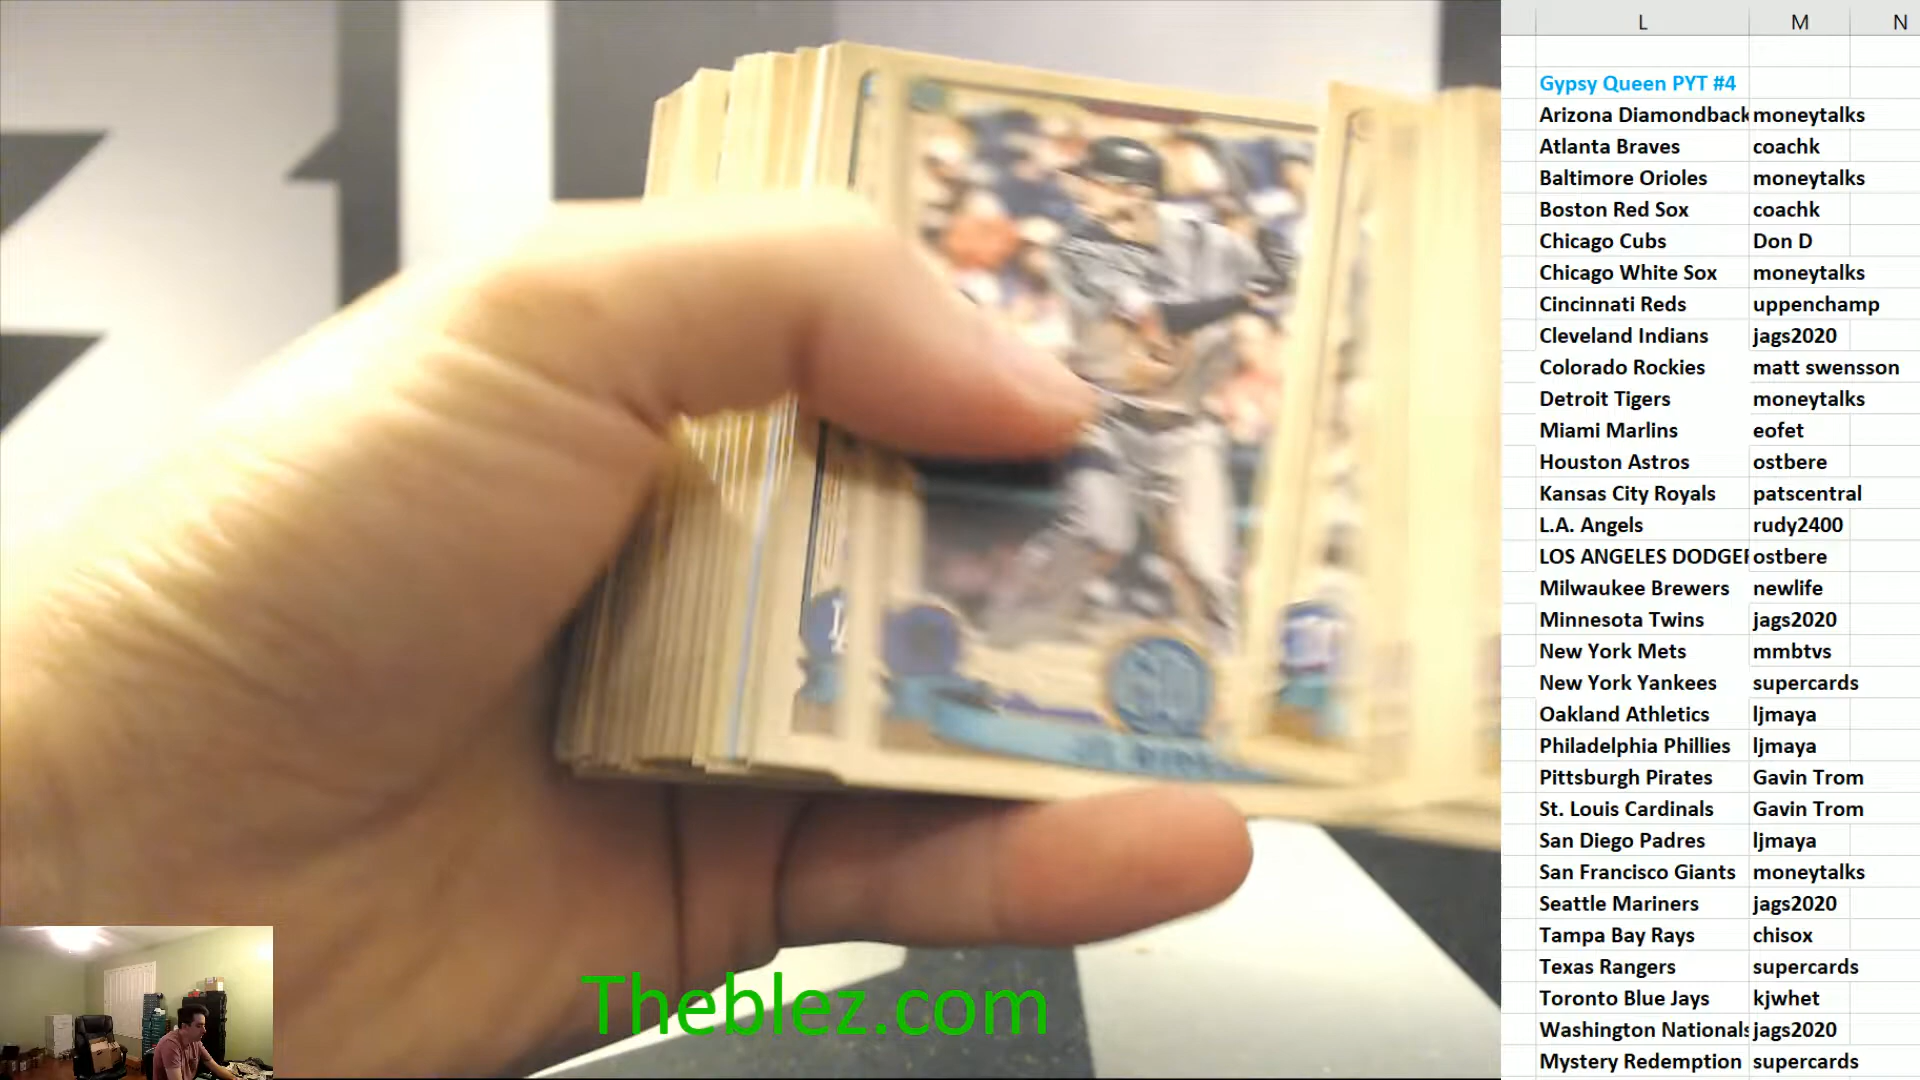 L M N
Gypsy Queen PYT #4
Arizona Diamondback moneytalks
Atlanta Braves coachk
Baltimore Orioles moneytalks
Boston Red Sox coachk
Chicago Cubs Don D
Chicago White Sox moneytalks
Cincinnati Reds uppenchamp
Cleveland Indians jags2020
Colorado Rockies matt swensson
Detroit Tigers moneytalks
Miami Marlins eofet
Houston Astros ostbere
Kansas City Royals patscentral
L.A. Angels rudy2400
LOS ANGELES DODGER ostbere
Milwaukee Brewers newlife
Minnesota Twins jags2020
New York Mets mmbtvs
New York Yankees supercards
Oakland Athletics ljmaya
Philadelphia Phillies ljmaya
Pittsburgh Pirates Gavin Trom
St. Louis Cardinals Gavin Trom
San Diego Padres ljmaya
San Francisco Giants moneytalks
Seattle Mariners jags2020
Tampa Bay Rays chisox
Texas Rangers supercards
Toronto Blue Jays kjwhet
Washington Nationals jags2020
Mystery Redemption supercards
Theblez.com